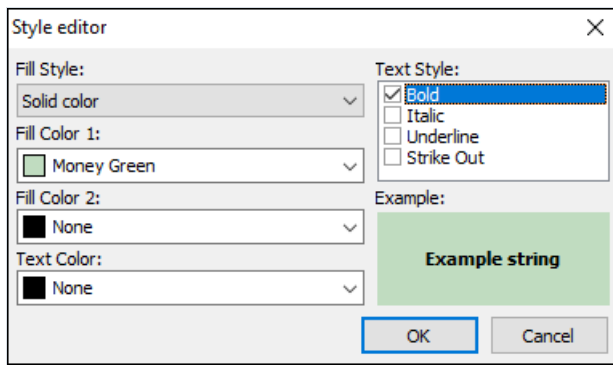 Style editor
Fill Style:
Solid color
Fill Color 1:
Money Green
Fill Color 2:
None
Text Color:
None
Text Style:
Bold
Italic
Underline
Strike Out
Example:
Example string
OK
Cancel